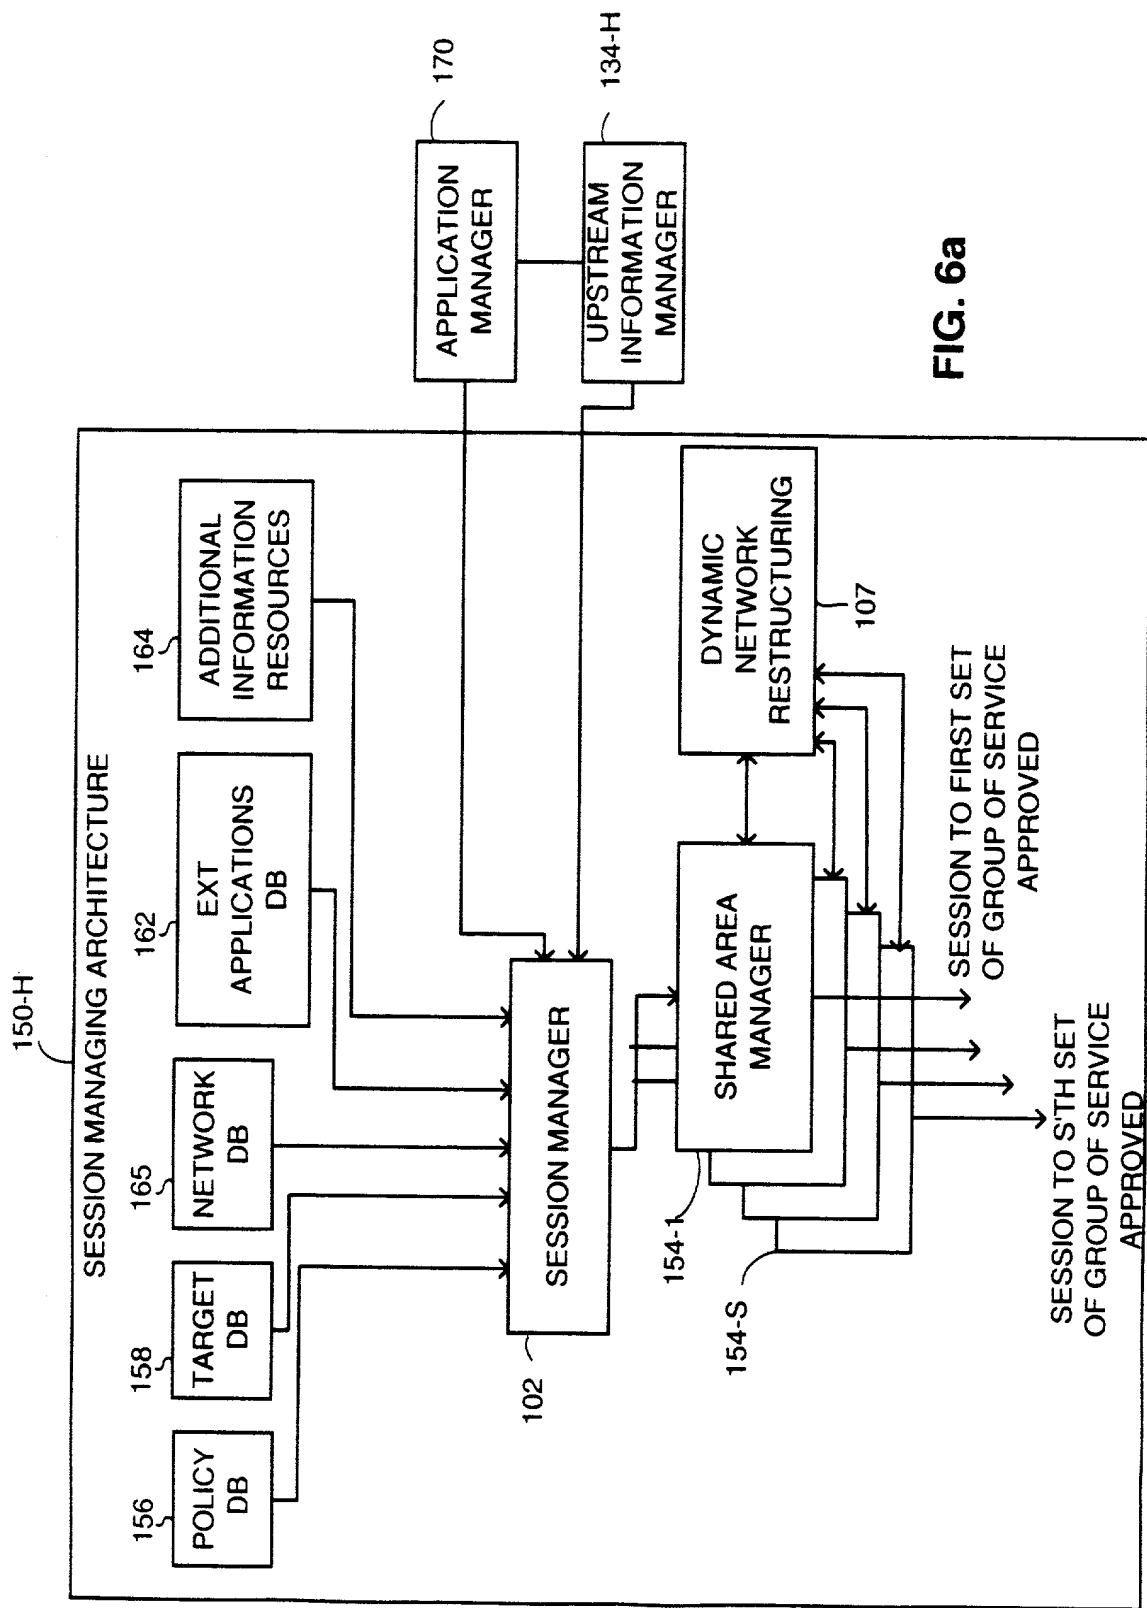 150-H
SESSION MANAGING ARCHITECTURE
156
POLICY
DB
158
TARGET
DB
165
NETWORK
DB
162
EXT
APPLICATIONS
DB
164
ADDITIONAL
INFORMATION
RESOURCES
170
APPLICATION
MANAGER
134-H
UPSTREAM
INFORMATION
MANAGER
102
SESSION MANAGER
154-1
SHARED AREA
MANAGER
154-S
DYNAMIC
NETWORK
RESTRUCTURING
107
SESSION TO FIRST SET
OF GROUP OF SERVICE
APPROVED
SESSION TO S'TH SET
OF GROUP OF SERVICE
APPROVED
FIG. 6a